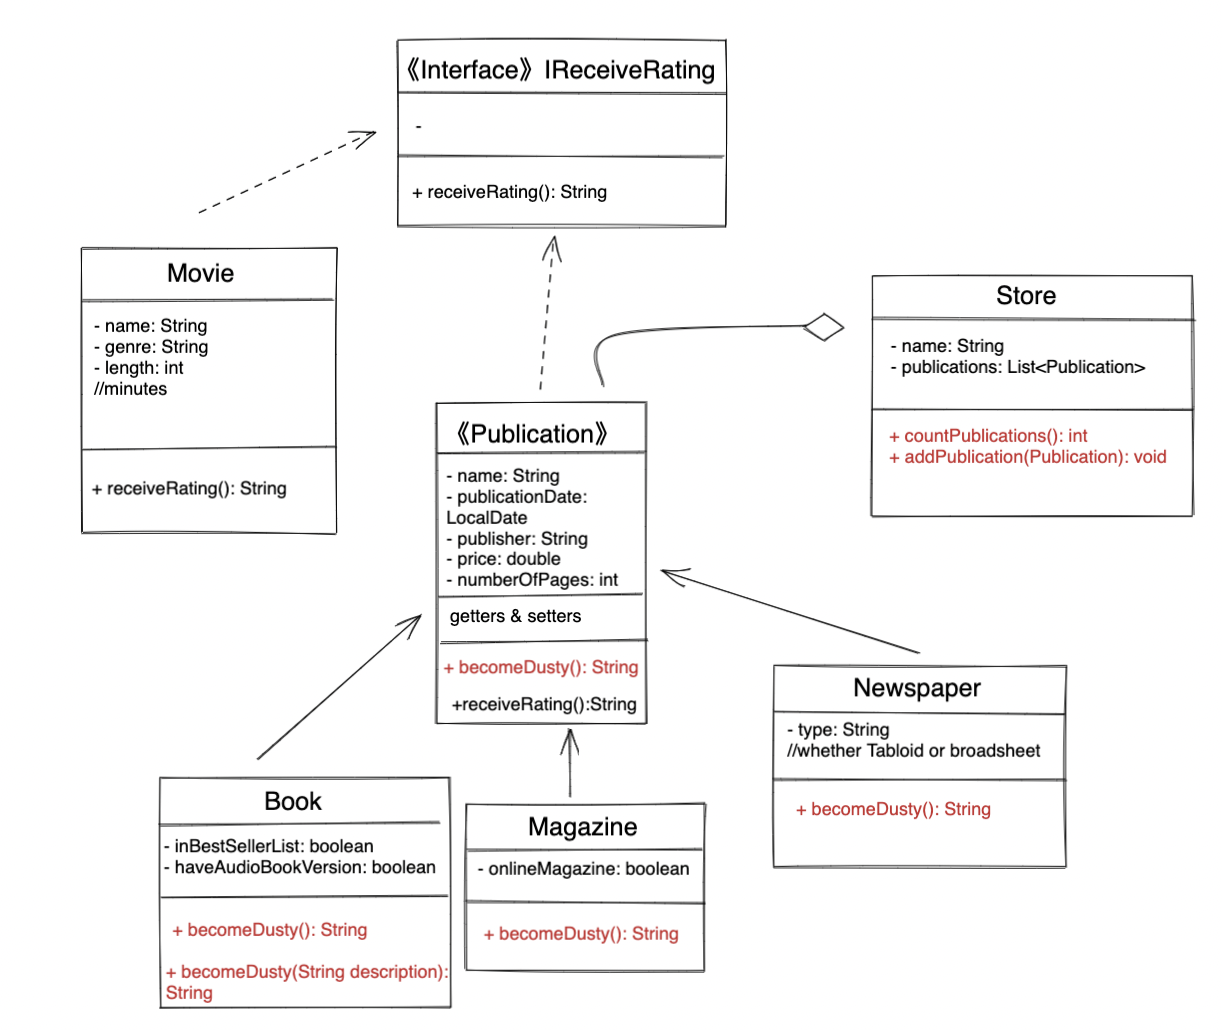 《Interface》 IReceiveRating
-
+ receiveRating(): String
Movie
- name: String
- genre: String
- length: int
//minutes
+ receiveRating(): String
Store
- name: String
- publications: List<Publication>
+ countPublications(): int
+ addPublication(Publication): void
《Publication》
- name: String
- publicationDate:
LocalDate
- publisher: String
- price: double
- numberOfPages: int
getters & setters
+ becomeDusty(): String
+receiveRating():String
Newspaper
- type: String
//whether Tabloid or broadsheet
+ becomeDusty(): String
Book
- inBestSellerList: boolean
- haveAudioBookVersion: boolean
+ becomeDusty(): String
+ becomeDusty(String description):
String
Magazine
- onlineMagazine: boolean
+ becomeDusty(): String